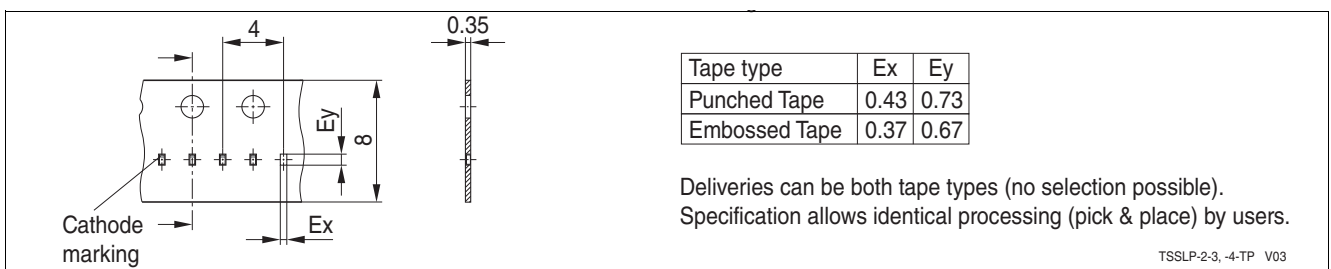 4
0.35
Ey
8
Ex
Cathode
marking
Tape type Ex Ey
Punched Tape 0.43 0.73
Embossed Tape 0.37 0.67
Deliveries can be both tape types (no selection possible).
Specification allows identical processing (pick & place) by users.
TSSLP-2-3, -4-TP V03